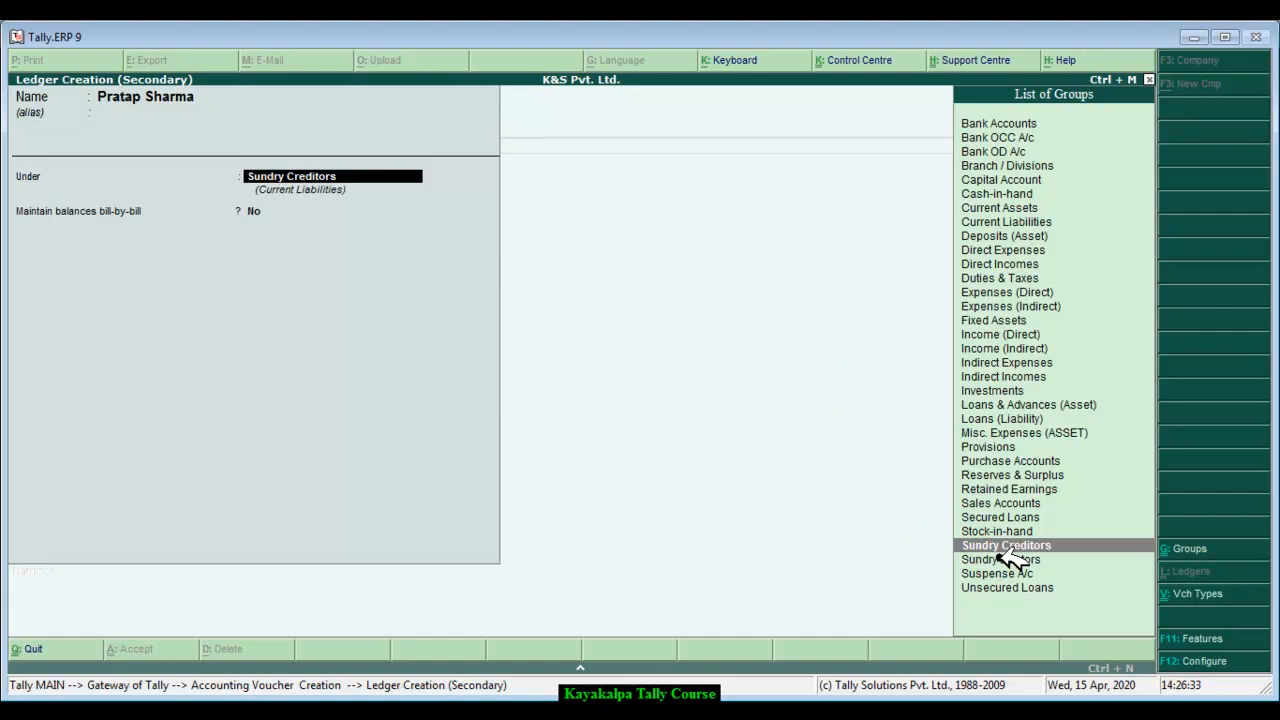 Tally.ERP 9
P: Print E: Export M: E-Mail O: Upload G: Language K: Keyboard K: Control Centre H: Support Centre H: Help F3: Company
Ledger Creation (Secondary) K&S Pvt. Ltd. Ctrl + M
F3: New Cmp
Name : Pratap Sharma
(alias) :
List of Groups
Under : Sundry Creditors
(Current Liabilities)
Maintain balances bill-by-bill ? No
Bank Accounts
Bank OCC A/c
Bank OD A/c
Branch / Divisions
Capital Account
Cash-in-hand
Current Assets
Current Liabilities
Deposits (Asset)
Direct Expenses
Direct Incomes
Duties & Taxes
Expenses (Direct)
Expenses (Indirect)
Fixed Assets
Income (Direct)
Income (Indirect)
Indirect Expenses
Indirect Incomes
Investments
Loans & Advances (Asset)
Loans (Liability)
Misc. Expenses (ASSET)
Provisions
Purchase Accounts
Reserves & Surplus
Retained Earnings
Sales Accounts
Secured Loans
Stock-in-hand
Sundry Creditors
Suspense A/c
Unsecured Loans
G: Groups
L: Ledgers
V: Vch Types
F11: Features
F12: Configure
Narration
Q: Quit A: Accept D: Delete
Ctrl + N
Tally MAIN --> Gateway of Tally --> Accounting Voucher Creation --> Ledger Creation (Secondary) (c) Tally Solutions Pvt. Ltd., 1988-2009 Wed, 15 Apr, 2020 14:26:33
Kayakalpa Tally Course